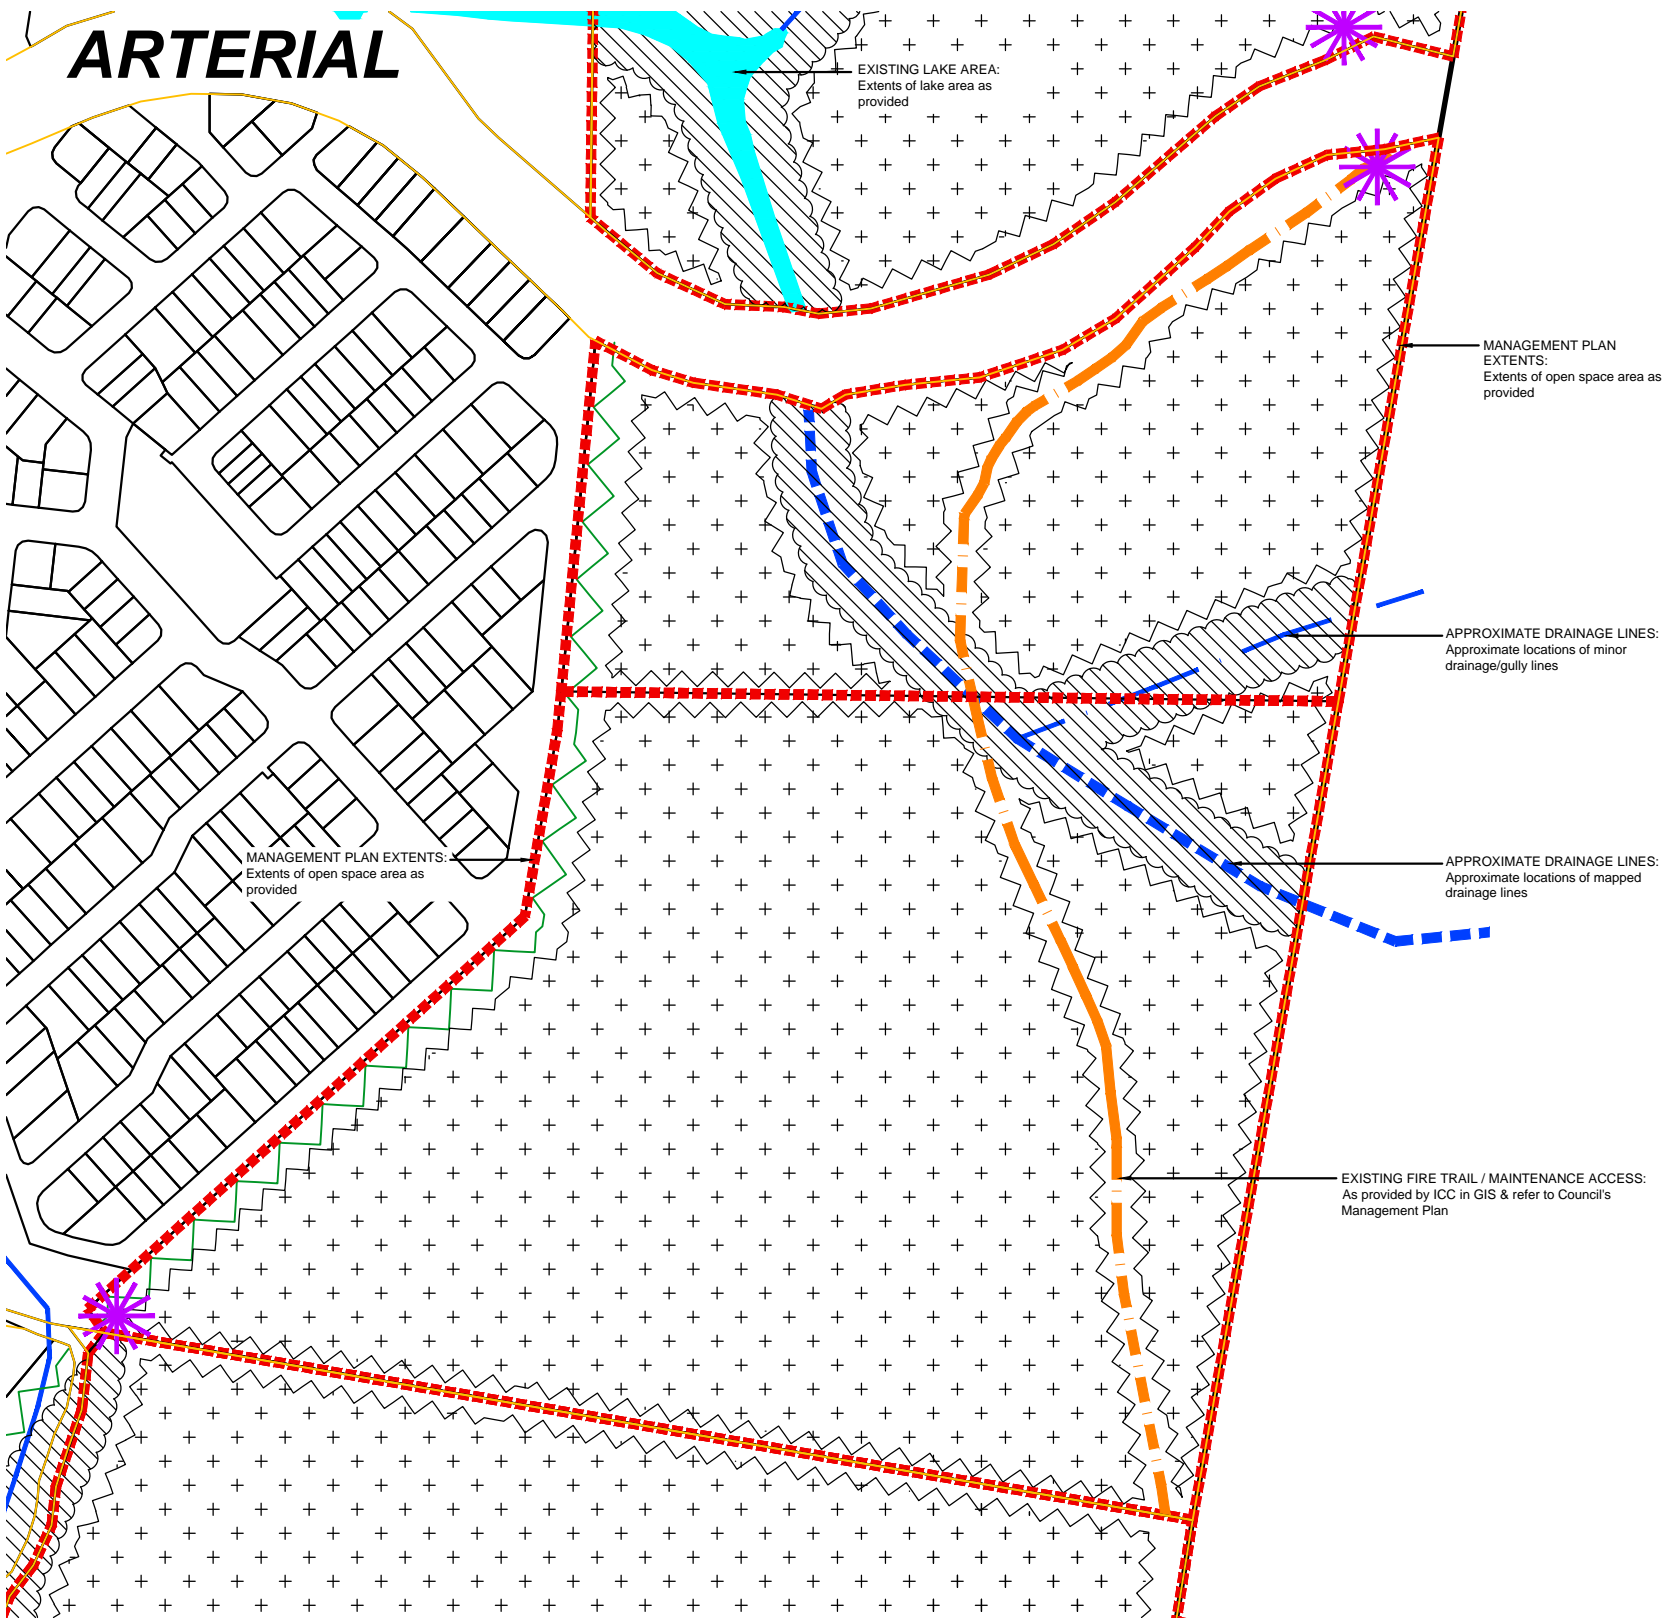 ARTERIAL
EXISTING LAKE AREA:
Extents of lake area as
provided
MANAGEMENT PLAN
EXTENTS:
Extents of open space area as
provided
APPROXIMATE DRAINAGE LINES:
Approximate locations of minor
drainage/gully lines
MANAGEMENT PLAN EXTENTS:
Extents of open space area as
provided
APPROXIMATE DRAINAGE LINES:
Approximate locations of mapped
drainage lines
EXISTING FIRE TRAIL / MAINTENANCE ACCESS:
As provided by ICC in GIS & refer to Council's
Management Plan